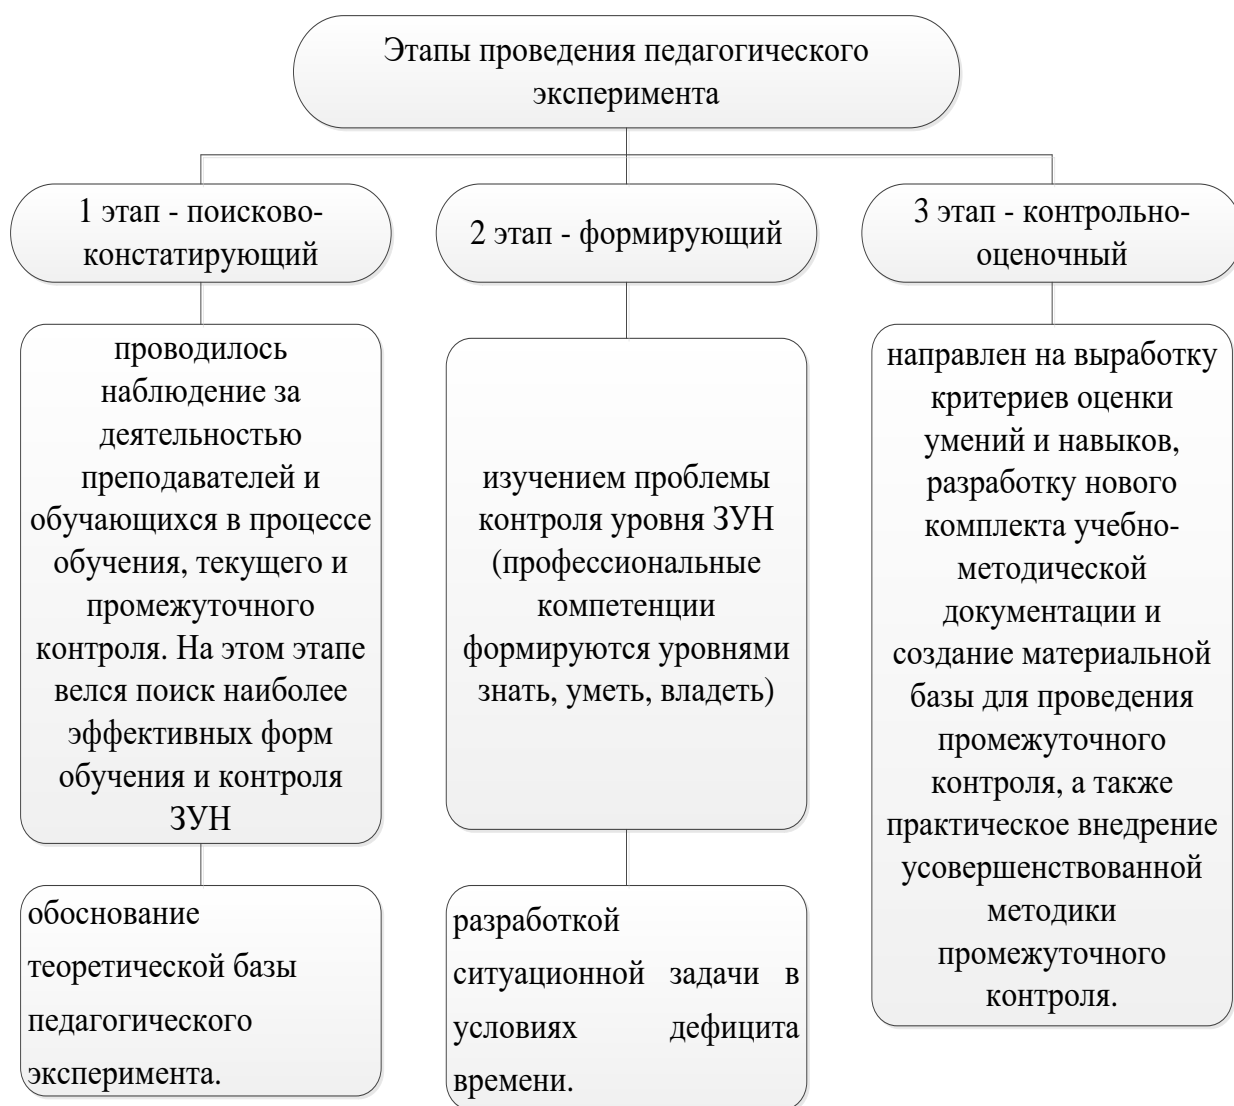 Этапы проведения педагогического
эксперимента
1 этап - поисково-
констатирующий
2 этап - формирующий
3 этап - контрольно-
оценочный
проводилось
наблюдение за
деятельностью
преподавателей и
обучающихся в процессе
обучения, текущего и
промежуточного
контроля. На этом этапе
велся поиск наиболее
эффективных форм
обучения и контроля
ЗУН
изучением проблемы
контроля уровня ЗУН
(профессиональные
компетенции
формируются уровнями
знать, уметь, владеть)
направлен на выработку
критериев оценки
умений и навыков,
разработку нового
комплекта учебно-
методической
документации и
создание материальной
базы для проведения
промежуточного
контроля, а также
практическое внедрение
усовершенствованной
методики
промежуточного
контроля.
обоснование
теоретической базы
педагогического
эксперимента.
разработкой
ситуационной задачи в
условиях дефицита
времени.